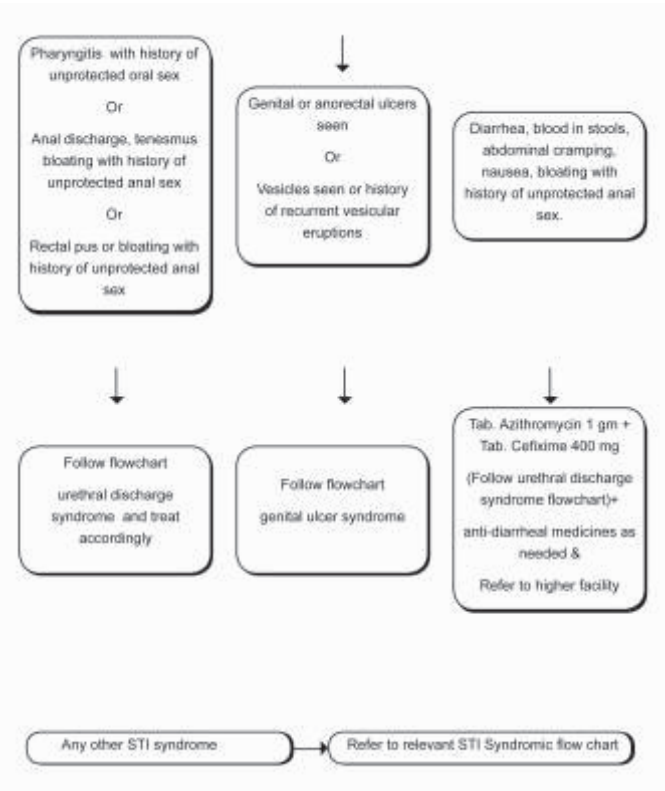 Pharyngitis with history of
unprotected oral sex
Or
Anal discharge, tenesmus
bloating with history of
unprotected anal sex
Or
Rectal pus or bloating with
history of unprotected anal
sex
Genital or anorectal ulcers
seen
Or
Vesicles seen or history
of recurrent vesicular
eruptions
Diarrhea, blood in stools,
abdominal cramping,
nausea, bloating with
history of unprotected anal
sex.
Follow flowchart
urethral discharge
syndrome and treat
accordingly
Follow flowchart
genital ulcer syndrome
Tab. Azithromycin 1 gm +
Tab. Cefixime 400 mg
(Follow urethral discharge
syndrome flowchart)+
anti-diarrheal medicines as
needed &
Refer to higher facility
Any other STI syndrome
Refer to relevant STI Syndromic flow chart